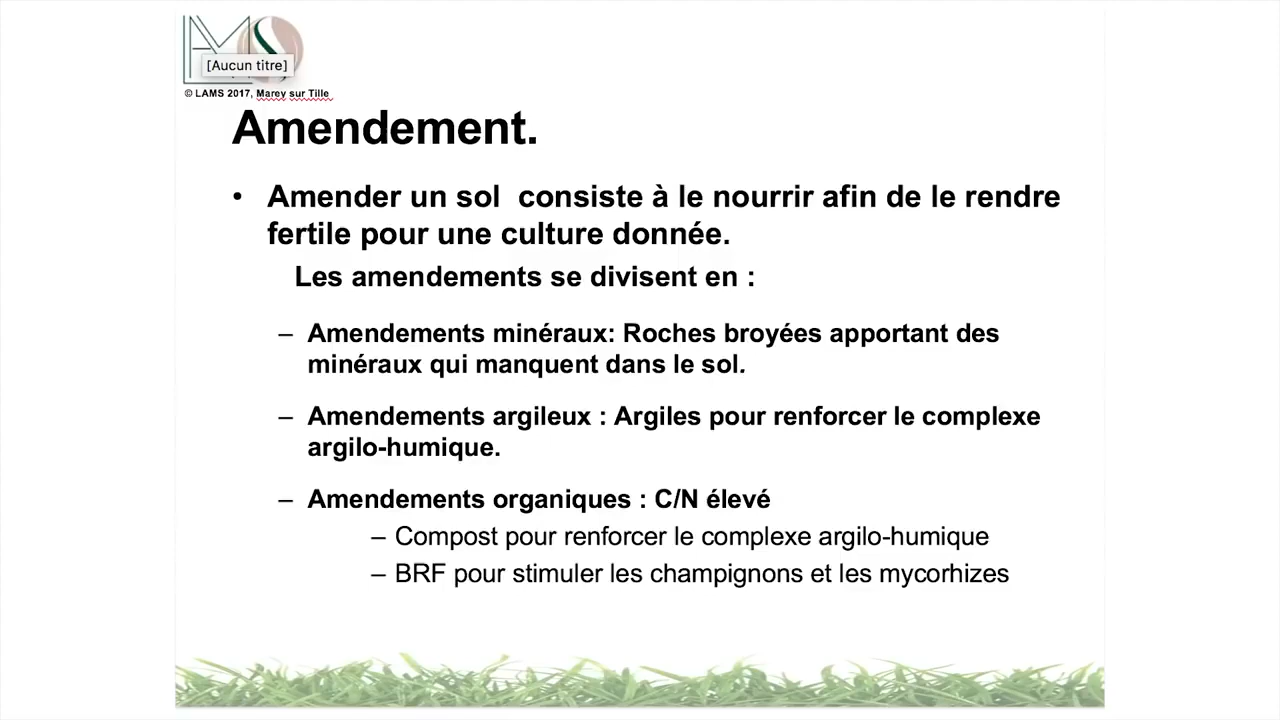 [Aucun titre]
© LAMS 2017, Marey sur Tille
Amendement.
• Amender un sol consiste à le nourrir afin de le rendre
fertile pour une culture donnée.
Les amendements se divisent en :
– Amendements minéraux: Roches broyées apportant des
minéraux qui manquent dans le sol.
– Amendements argileux : Argiles pour renforcer le complexe
argilo-humique.
– Amendements organiques : C/N élevé
– Compost pour renforcer le complexe argilo-humique
– BRF pour stimuler les champignons et les mycorhizes